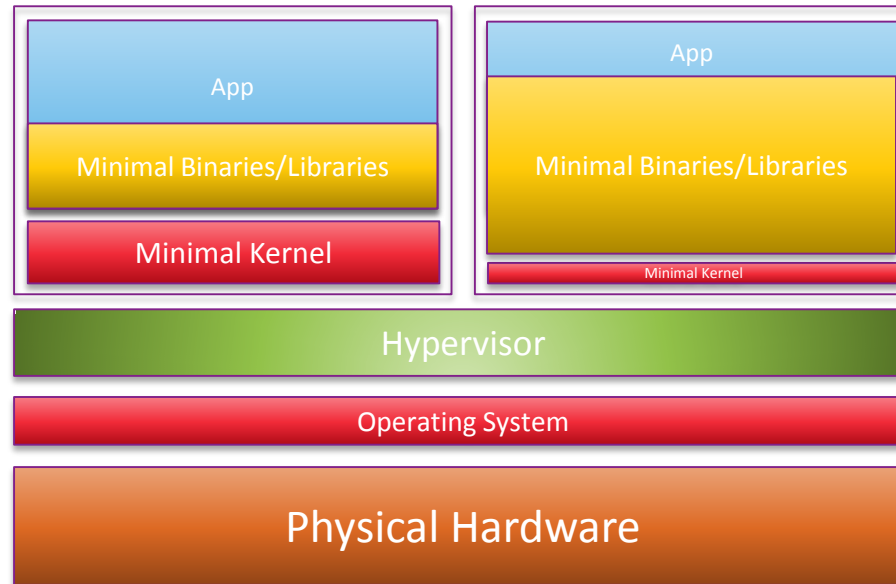 App
Minimal Binaries/Libraries
Minimal Kernel
App
Minimal Binaries/Libraries
Minimal Kernel
Hypervisor
Operating System
Physical Hardware